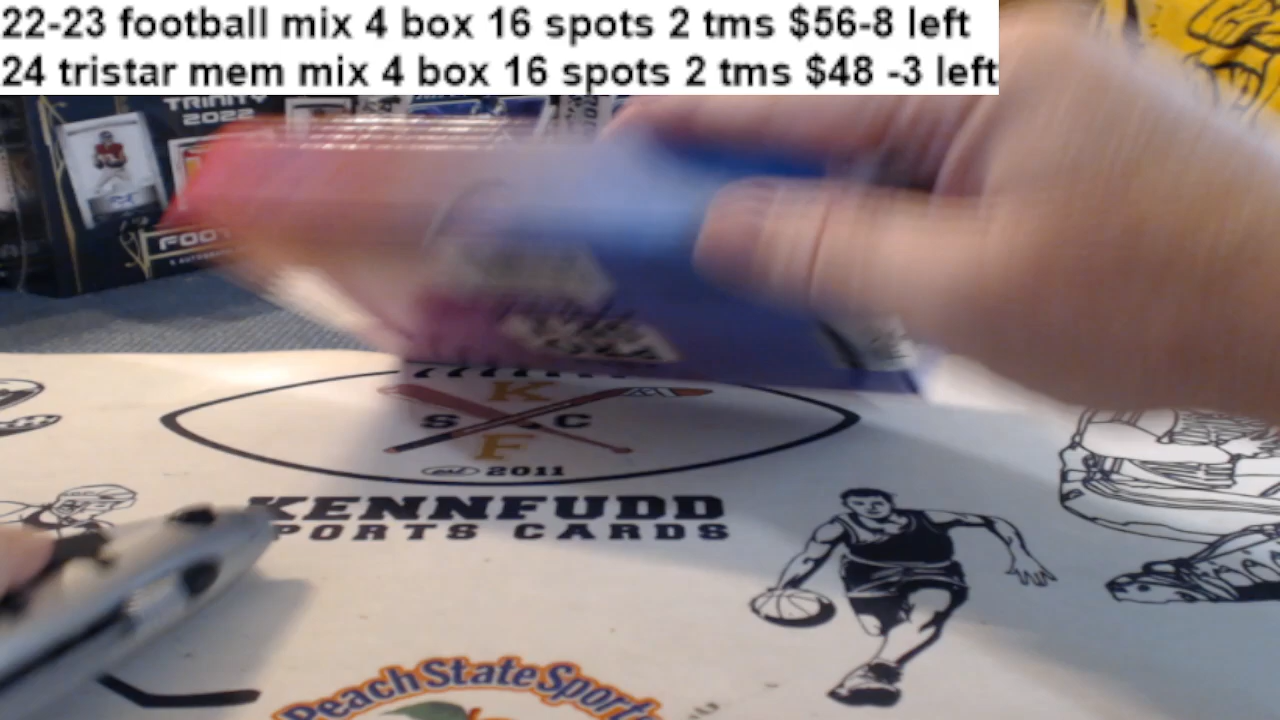 22-23 football mix 4 box 16 spots 2 tms $56-8 left
24 tristar mem mix 4 box 16 spots 2 tms $48 -3 left
TRINITY
2022
FOOT
K
S C
F
est 2011
KENNFUDD
SPORTS CARDS
Peach State Sports